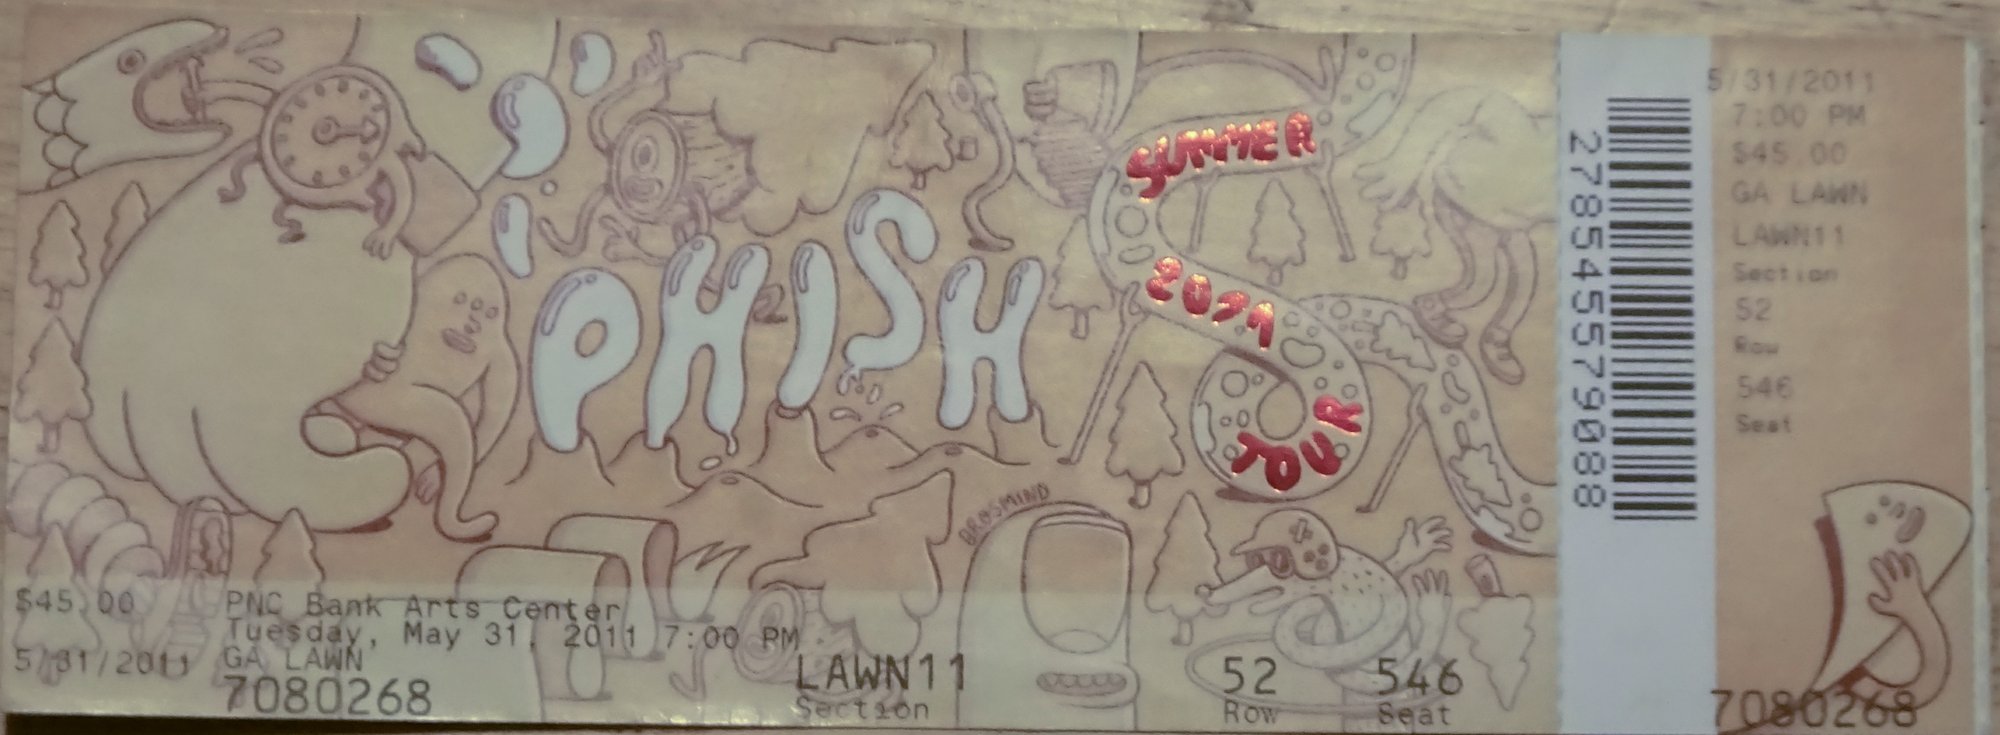 PHISH
SUMMER
2011
TOUR
BROSMIND
$45.00
5/31/2011
PNC Bank Arts Center
Tuesday, May 31, 2011 7:00 PM
GA LAWN
7080268
LAWN11
Section
52
Row
546
Seat
2785455579088
5/31/2011
7:00 PM
$45.00
GA LAWN
LAWN11
Section
52
Row
546
Seat
7080268